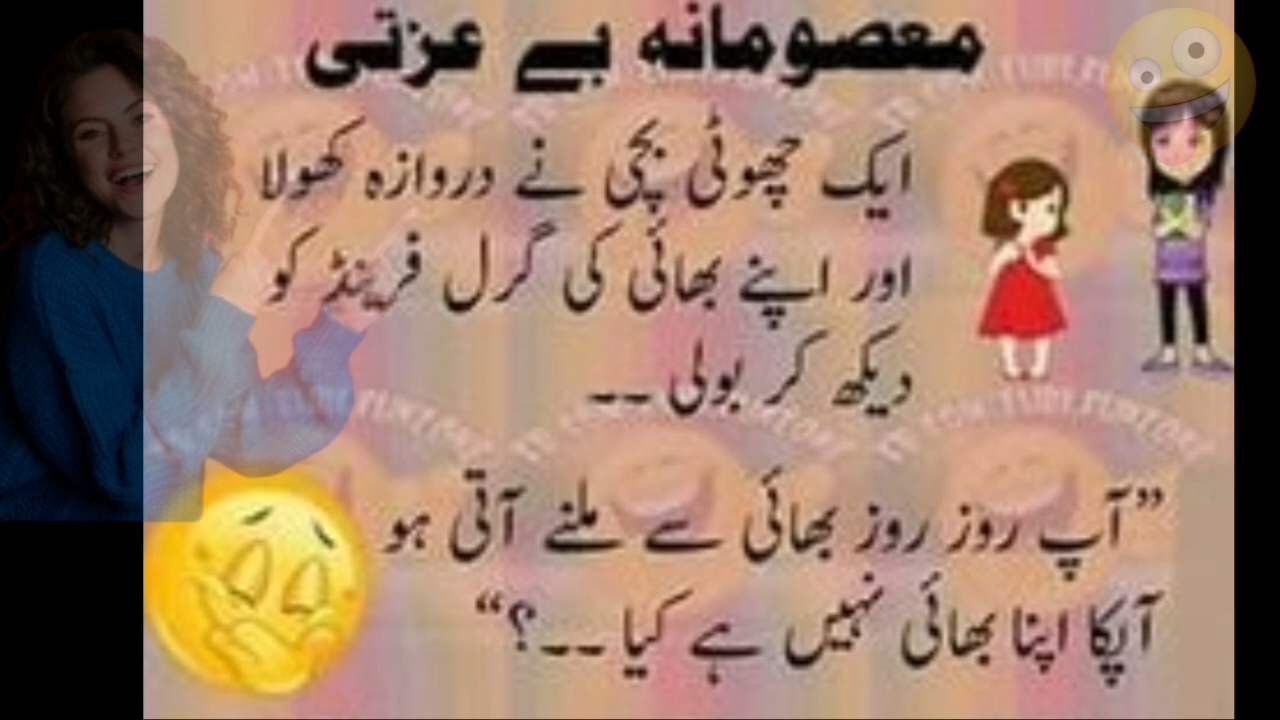 معصومانہ بے عزتی
ایک چھوٹی بچی نے دروازہ کھولا
اور اپنے بھائی کی گرل فرینڈ کو
دیکھ کر بولی ۔۔
”آپ روز روز بھائی سے ملنے آتی ہو
آپکا اپنا بھائی نہیں ہے کیا ۔۔؟“